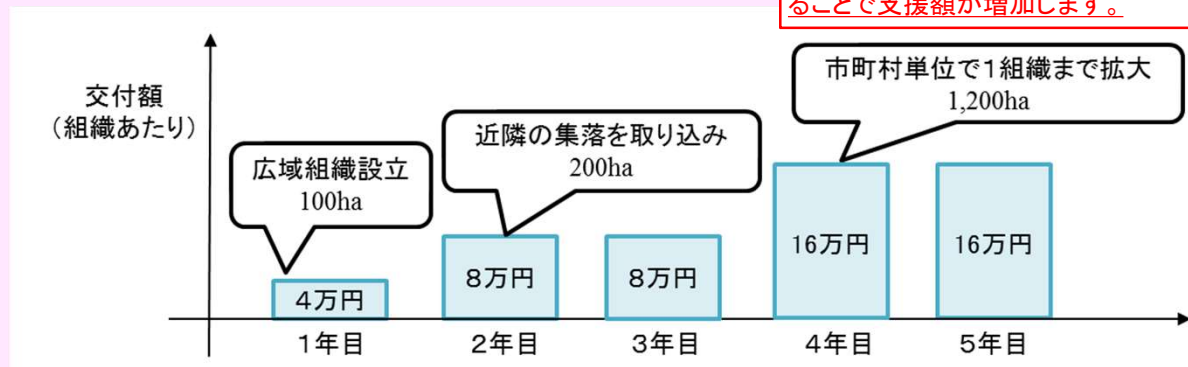 ることで支援額が増加します。
交付額
(組織あたり)
市町村単位で1組織まで拡大
1,200ha
近隣の集落を取り込み
200ha
広域組織設立
100ha
4万円
8万円
8万円
16万円
16万円
1年目
2年目
3年目
4年目
5年目